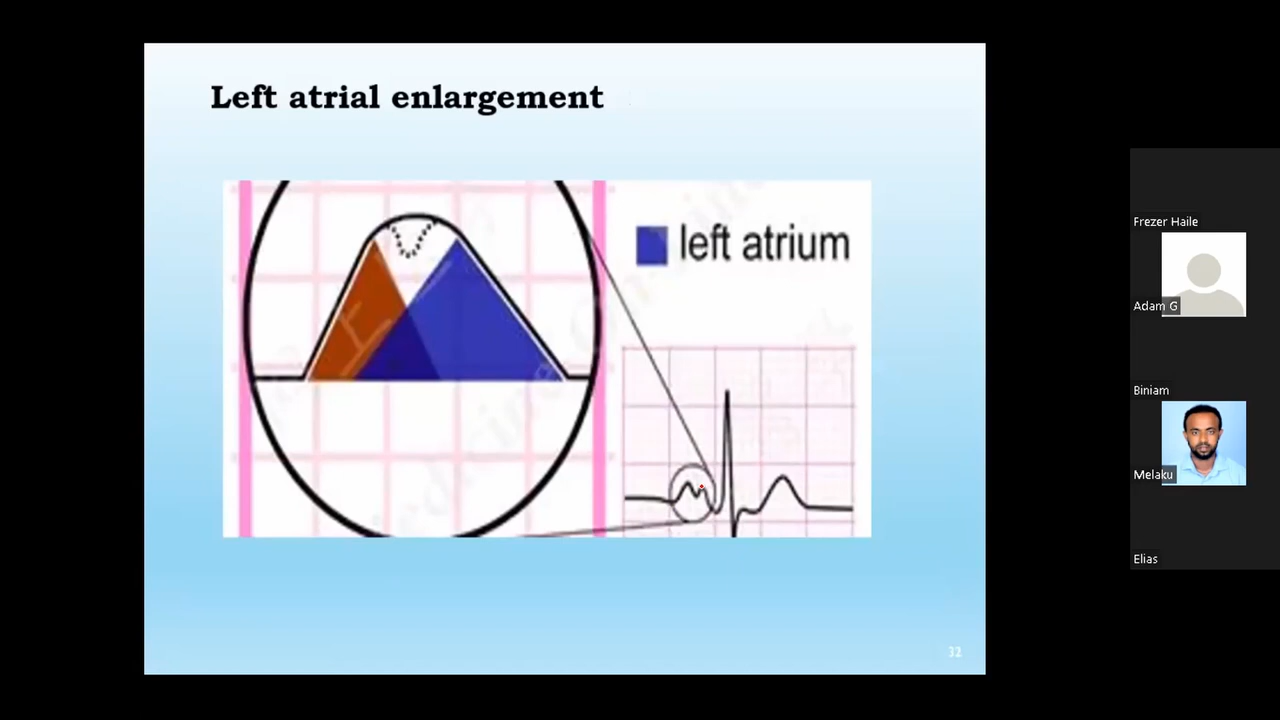 Left atrial enlargement
left atrium
32
Frezer Haile
Adam G
Biniam
Melaku
Elias